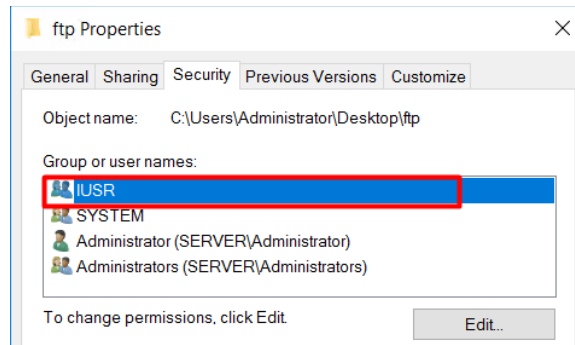 ftp Properties
General Sharing Security Previous Versions Customize
Object name: C:\Users\Administrator\Desktop\ftp
Group or user names:
IUSR
SYSTEM
Administrator (SERVER\Administrator)
Administrators (SERVER\Administrators)
To change permissions, click Edit. Edit...